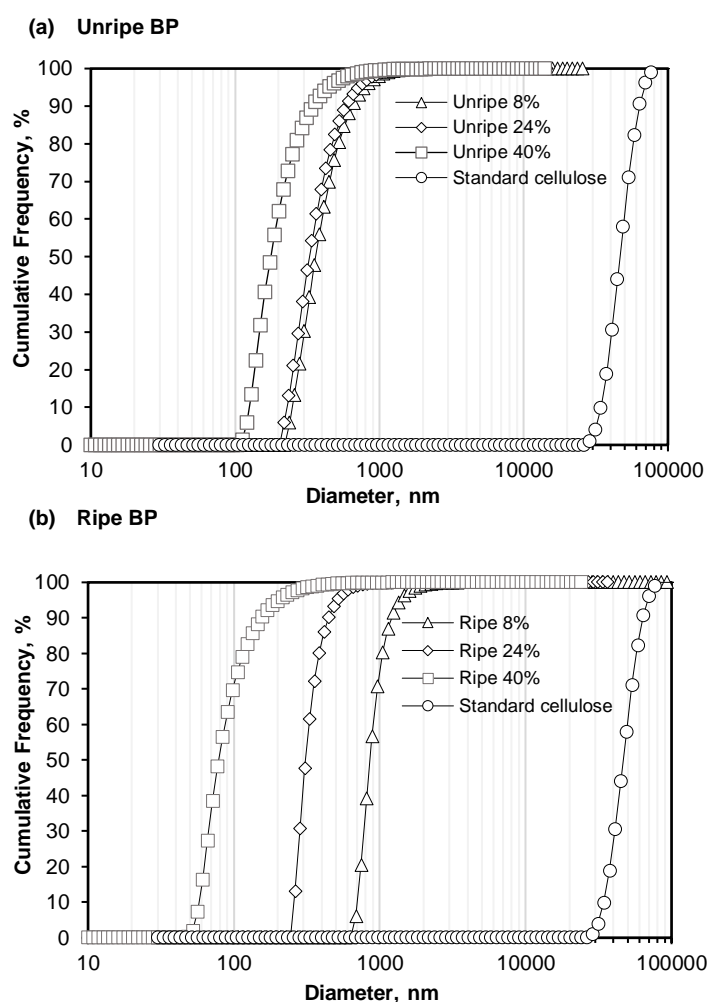 (a) Unripe BP
Cumulative Frequency, %
100
90
80
70
60
50
40
30
20
10
0
Unripe 8%
Unripe 24%
Unripe 40%
Standard cellulose
10 100 1000 10000 100000
Diameter, nm
(b) Ripe BP
Cumulative Frequency, %
100
90
80
70
60
50
40
30
20
10
0
Ripe 8%
Ripe 24%
Ripe 40%
Standard cellulose
10 100 1000 10000 100000
Diameter, nm